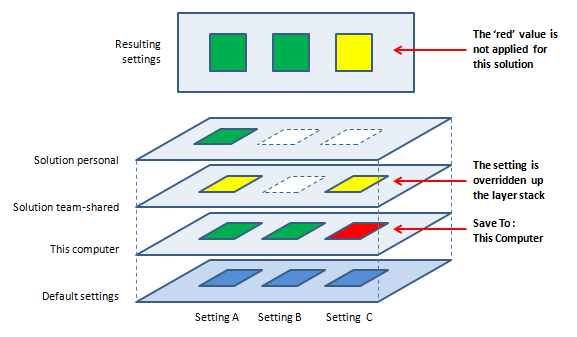 Resulting
settings
The ‘red’ value is
not applied for
this solution
Solution personal
The setting is
overridden up
the layer stack
Solution team-shared
Save To :
This Computer
This computer
Default settings
Setting A
Setting B
Setting C